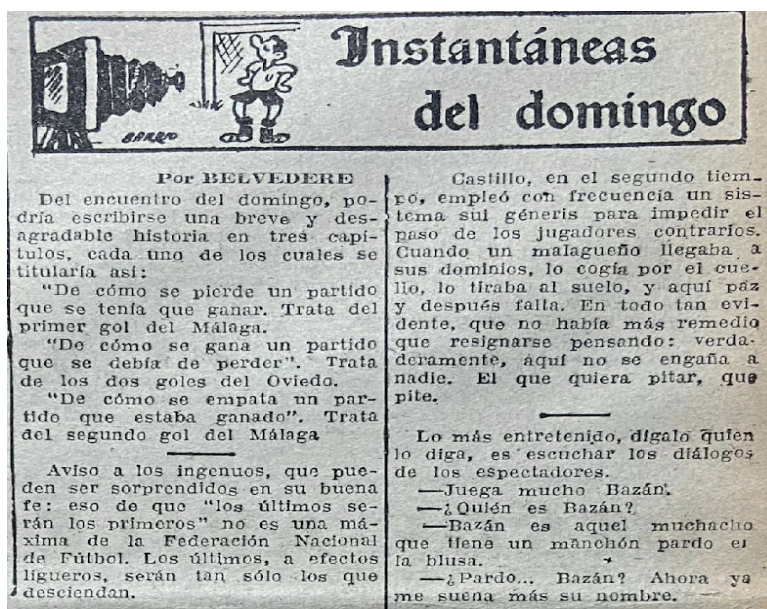 Instantáneas
del domingo
BARRIO
Por BELVEDERE
Del encuentro del domingo, po-
dría escribirse una breve y des-
agradable historia en tres capí-
tulos, cada uno de los cuales se
titularía así:
“De cómo se pierde un partido
que se tenía que ganar. Trata del
primer gol del Málaga.
“De cómo se gana un partido
que se debía de perder”. Trata
de los dos goles del Oviedo.
“De cómo se empata un par-
tido que estaba ganado”. Trata
del segundo gol del Málaga
Aviso a los ingenuos, que pue-
den ser sorprendidos en su buena
fe: eso de que “los últimos se-
rán los primeros” no es una má-
xima de la Federación Nacional
de Fútbol. Los últimos, a efectos
ligueros, serán tan sólo los que
desciendan.
Castillo, en el segundo tiem-
po, empleó con frecuencia un sis-
tema sui géneris para impedir el
paso de los jugadores contrarios.
Cuando un malagueño llegaba a
sus dominios, lo cogía por el cue-
llo, lo tiraba al suelo, y aquí paz
y después falta. En todo tan evi-
dente, que no había más remedio
que resignarse pensando: verda-
deramente, aquí no se engaña a
nadie. El que quiera pitar, que
pite.
Lo más entretenido, dígalo quien
lo diga, es escuchar los diálogos
de los espectadores.
—Juega mucho Bazán.
—¿Quién es Bazán?
—Bazán es aquel muchacho
que tiene un manchón pardo en
la blusa.
—¿Pardo... Bazán? Ahora ya
me suena más su nombre.